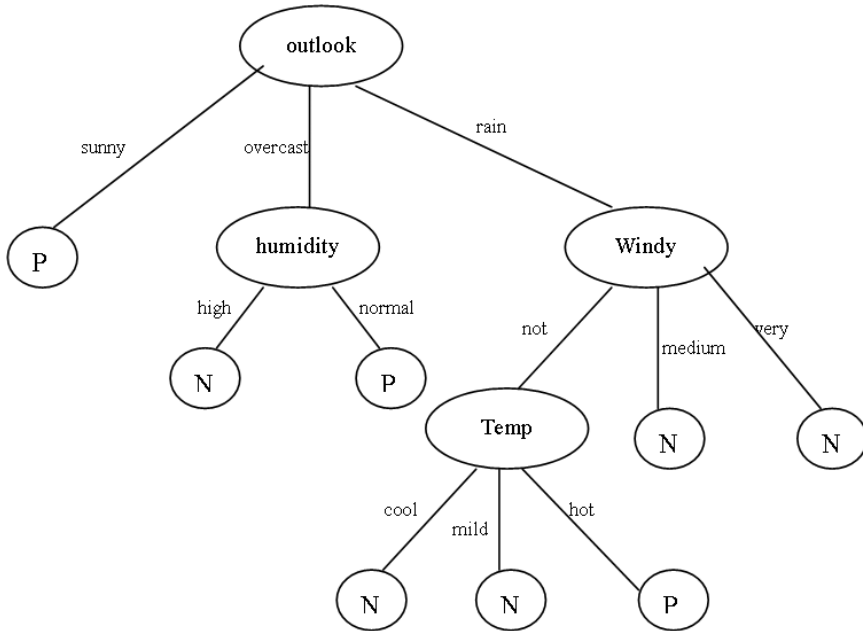 outlook
sunny
overcast
rain
P
humidity
Windy
high
normal
not
medium
very
N
P
Temp
N
N
cool
mild
hot
N
N
P